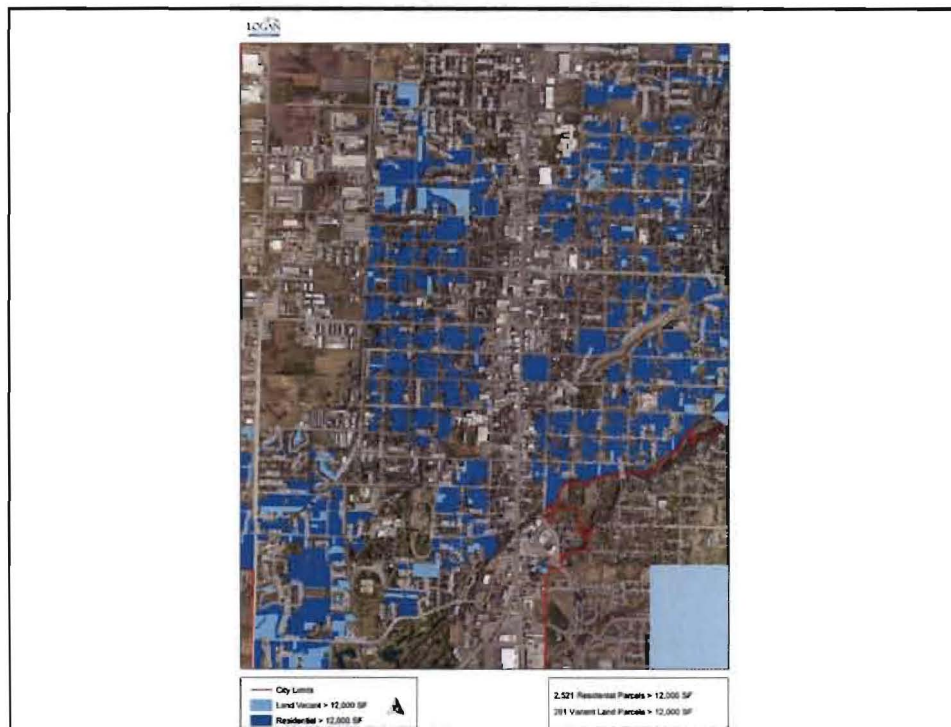 LOGAN
City Limits
Land Vacant > 12,000 SF
Residential > 12,000 SF
2,521 Residential Parcels > 12,000 SF
Vacant Land Parcels > 12,000 SF